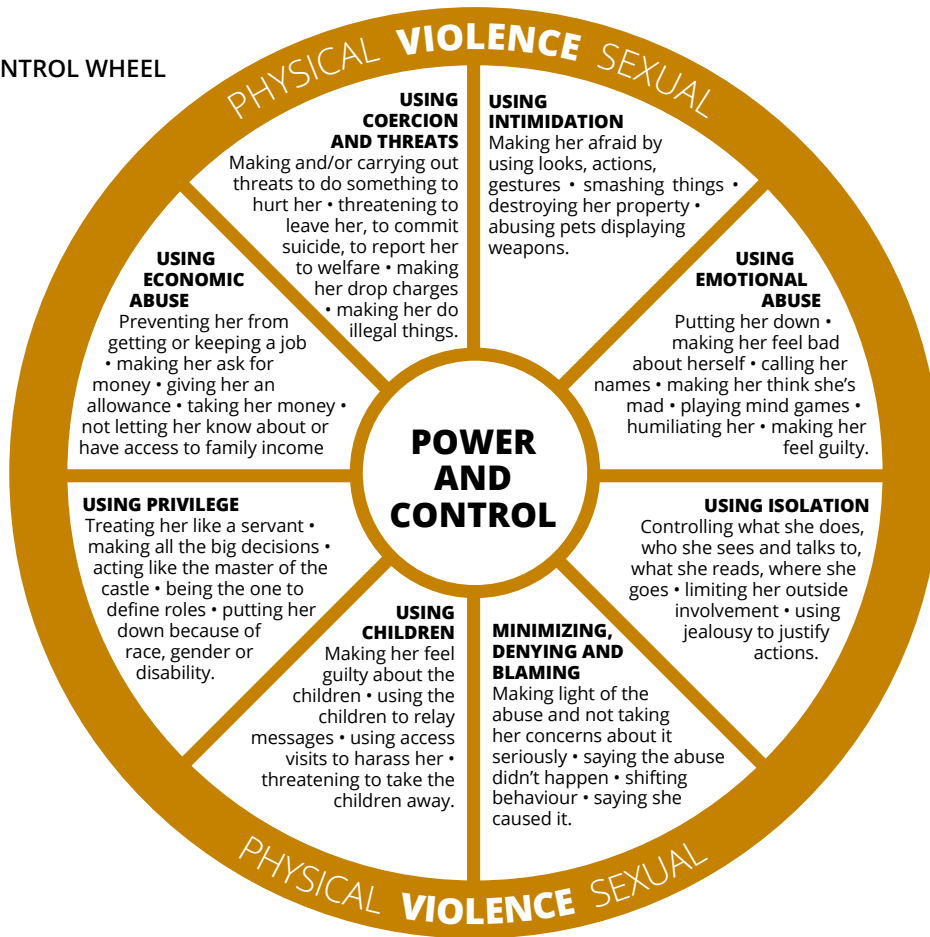 NTROL WHEEL
PHYSICAL VIOLENCE SEXUAL
USING
COERCION
AND THREATS
Making and/or carrying out
threats to do something to
hurt her • threatening to
leave her, to commit
suicide, to report her
to welfare • making
her drop charges
• making her do
illegal things.
USING
INTIMIDATION
Making her afraid by
using looks, actions,
gestures • smashing things •
destroying her property •
abusing pets displaying
weapons.
USING
EMOTIONAL
ABUSE
Putting her down •
making her feel bad
about herself • calling her
names • making her think she’s
mad • playing mind games •
humiliating her • making her
feel guilty.
USING ISOLATION
Controlling what she does,
who she sees and talks to,
what she reads, where she
goes • limiting her outside
involvement • using
jealousy to justify
actions.
MINIMIZING,
DENYING AND
BLAMING
Making light of the
abuse and not taking
her concerns about it
seriously • saying the abuse
didn’t happen • shifting
behaviour • saying she
caused it.
USING
CHILDREN
Making her feel
guilty about the
children • using the
children to relay
messages • using access
visits to harass her •
threatening to take the
children away.
USING PRIVILEGE
Treating her like a servant •
making all the big decisions •
acting like the master of the
castle • being the one to
define roles • putting her
down because of
race, gender or
disability.
USING
ECONOMIC
ABUSE
Preventing her from
getting or keeping a job
• making her ask for
money • giving her an
allowance • taking her money •
not letting her know about or
have access to family income
POWER
AND
CONTROL
PHYSICAL VIOLENCE SEXUAL